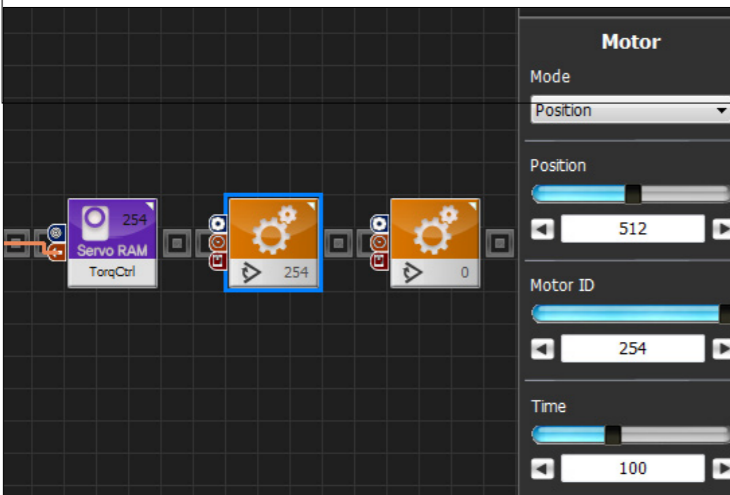 254
Servo RAM
TorqCtrl
254
0
Motor
Mode
Position
Position
512
Motor ID
254
Time
100